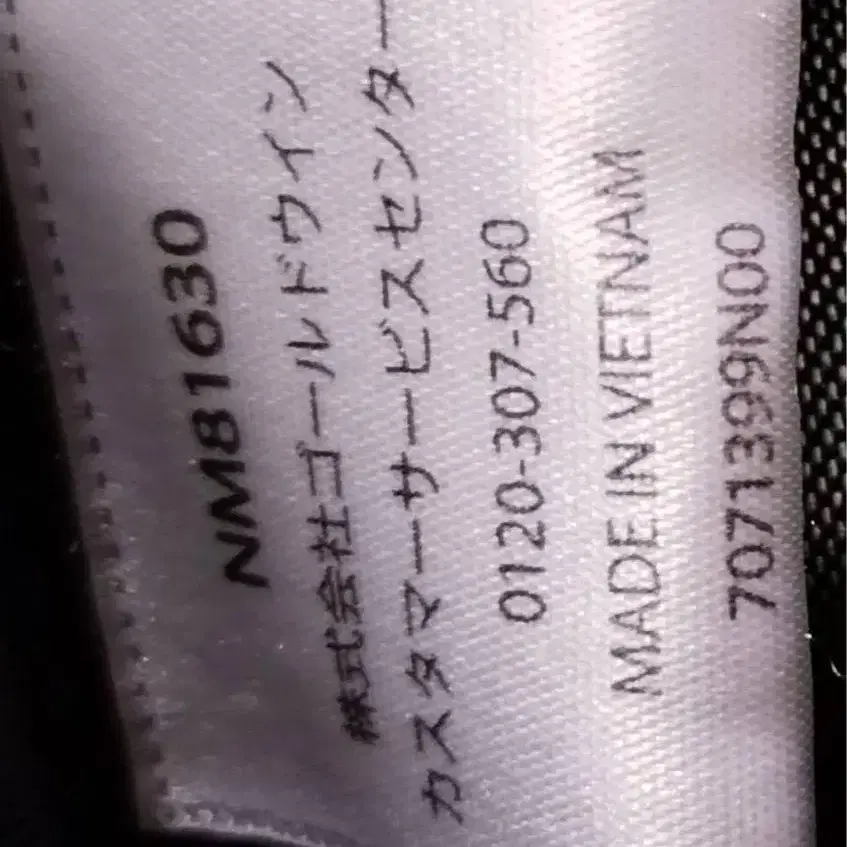 NM81630
株式会社ゴールドウイン
カスタマーサービスセンター
0120-307-560
MADE IN VIETNAM
7071399N00